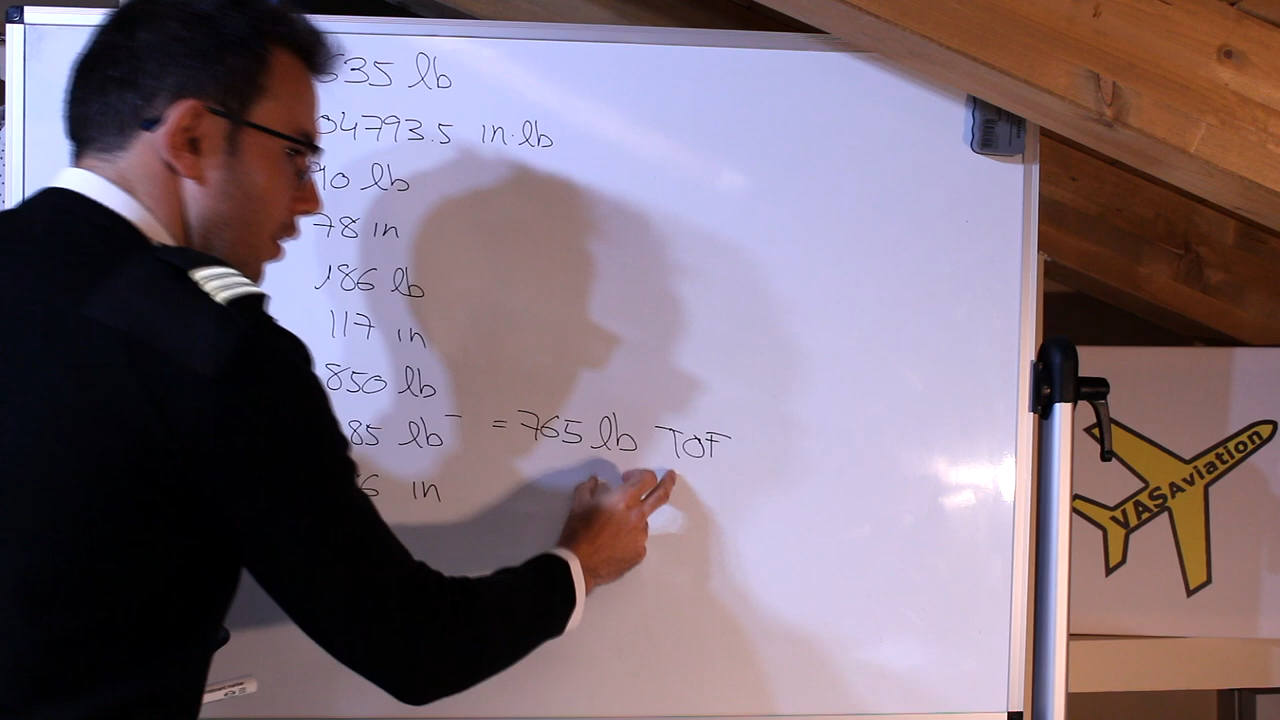 635 lb
04793.5 in·lb
90 lb
78 in
186 lb
117 in
850 lb
85 lb⁻ = 765 lb TOF
6 in
VASAviation